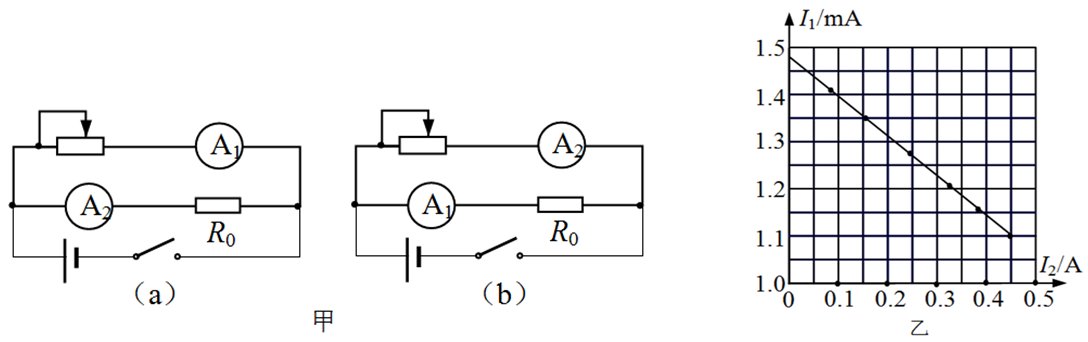 A₁
A₂
R₀
（a）
A₂
A₁
R₀
（b）
甲
I₁/mA
1.5
1.4
1.3
1.2
1.1
1.0
I₂/A
0 0.1 0.2 0.3 0.4 0.5
乙